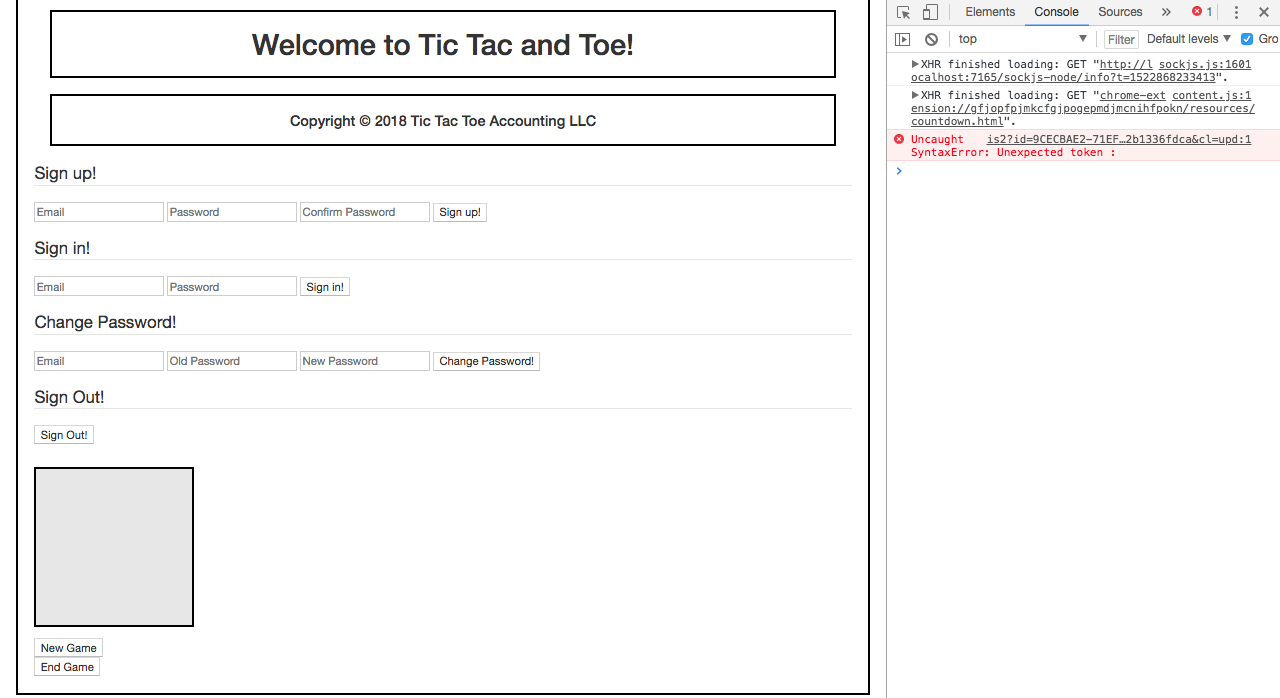 Welcome to Tic Tac and Toe!
Copyright © 2018 Tic Tac Toe Accounting LLC
Sign up!
Email Password Confirm Password Sign up!
Sign in!
Email Password Sign in!
Change Password!
Email Old Password New Password Change Password!
Sign Out!
Sign Out!
New Game
End Game
Elements Console Sources » 1
top Filter Default levels Gro
XHR finished loading: GET "http://l sockjs.js:1601
ocalhost:7165/sockjs-node/info?t=1522868233413".
XHR finished loading: GET "chrome-ext content.js:1
ension://gfjopfpjmkcfgjpogepmdjmcnihfpokn/resources/
countdown.html".
Uncaught is2?id=9CECBAE2-71EF…2b1336fdca&cl=upd:1
SyntaxError: Unexpected token :